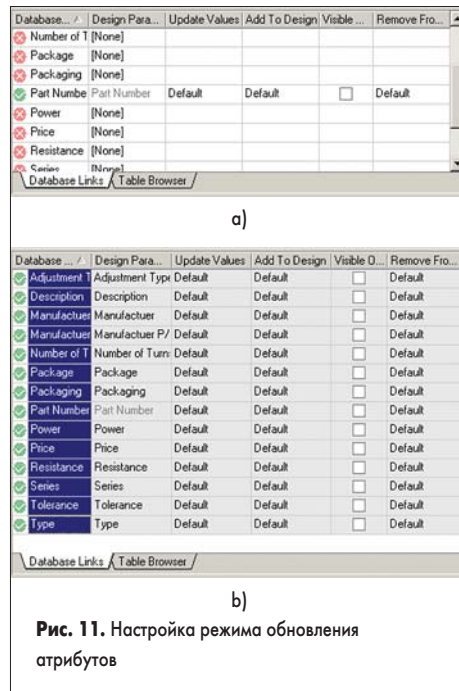 Database... Design Para... Update Values Add To Design Visible ... Remove Fro...
Number of T [None]
Package [None]
Packaging [None]
Part Numbe Part Number Default Default Default
Power [None]
Price [None]
Resistance [None]
Series [None]
Database Links Table Browser
a)
Database ... Design Para... Update Values Add To Design Visible O... Remove Fro...
Adjustment T Adjustment Type Default Default Default
Description Description Default Default Default
Manufactuer Manufactuer Default Default Default
Manufactuer Manufactuer P/ Default Default Default
Number of T Number of Turns Default Default Default
Package Package Default Default Default
Packaging Packaging Default Default Default
Part Number Part Number Default Default Default
Power Power Default Default Default
Price Price Default Default Default
Resistance Resistance Default Default Default
Series Series Default Default Default
Tolerance Tolerance Default Default Default
Type Type Default Default Default
Database Links Table Browser
b)
Рис. 11. Настройка режима обновления
атрибутов